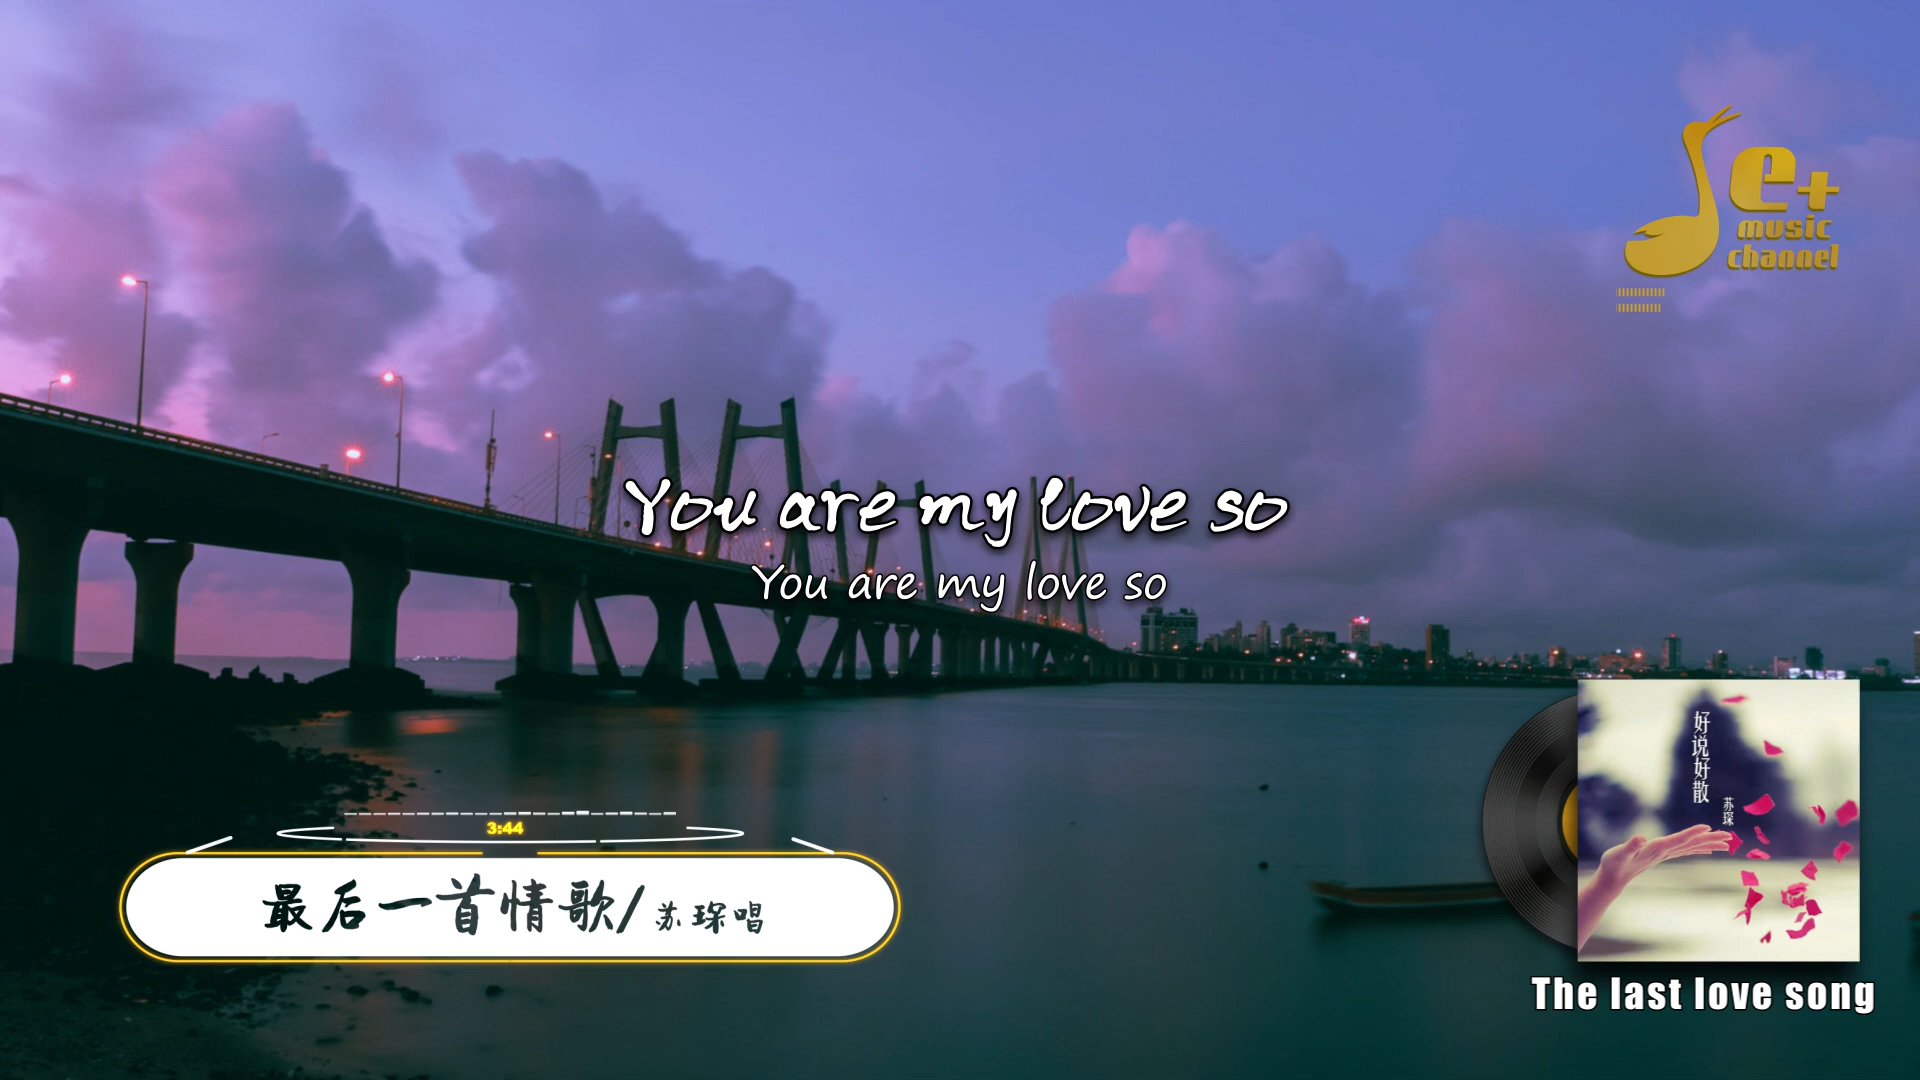 e+
music
channel
You are my love so
You are my love so
好说好散
苏琛
3:44
最后一首情歌/苏琛唱
The last love song